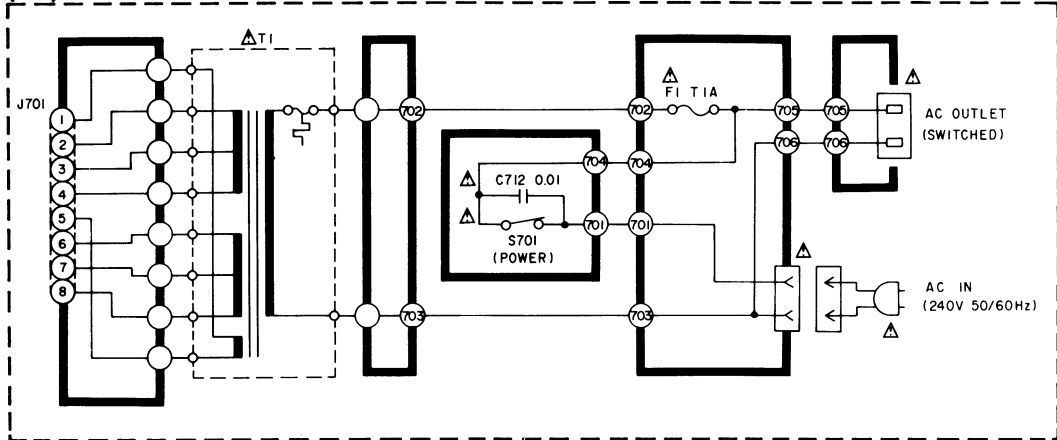 ⚠T1
J701
1
2
3
4
5
6
7
8
702
703
704
701
C712 0.01
S701
(POWER)
702
704
701
703
F1 T1A
705
706
705
706
AC OUTLET
(SWITCHED)
AC IN
(240V 50/60Hz)